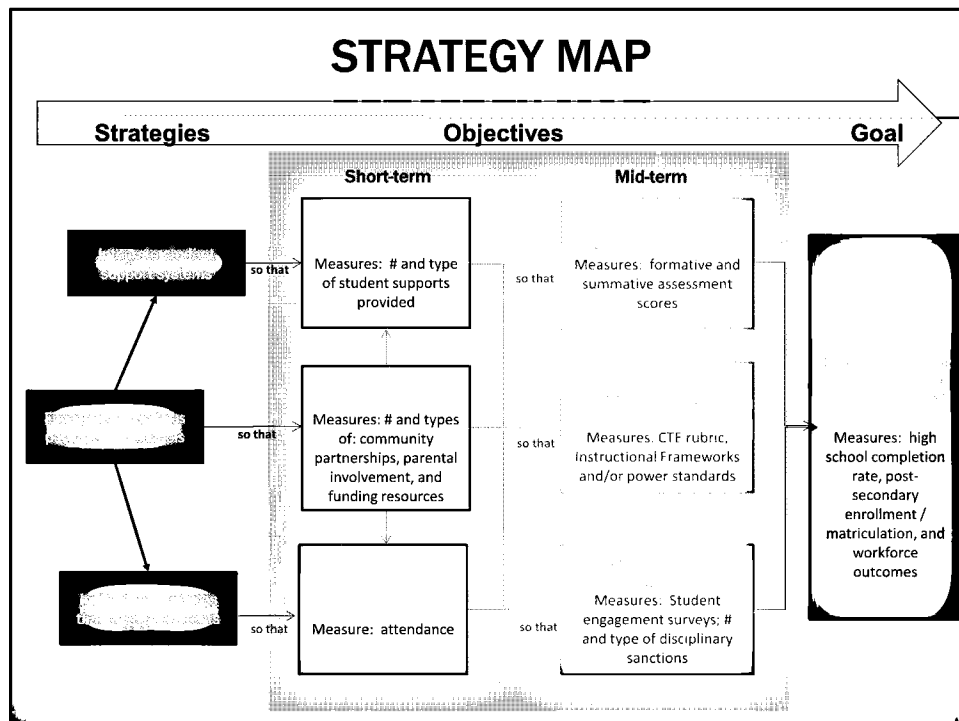 STRATEGY MAP
Strategies
Objectives
Goal
Short-term
Mid-term
so that
Measures: # and type
of student supports
provided
so that
Measures: formative and
summative assessment
scores
so that
Measures: # and types
of: community
partnerships, parental
involvement, and
funding resources
so that
Measures. CTE rubric,
Instructional Frameworks
and/or power standards
Measures: high
school completion
rate, post-
secondary
enrollment /
matriculation, and
workforce
outcomes
so that
Measure: attendance
so that
Measures: Student
engagement surveys; #
and type of disciplinary
sanctions